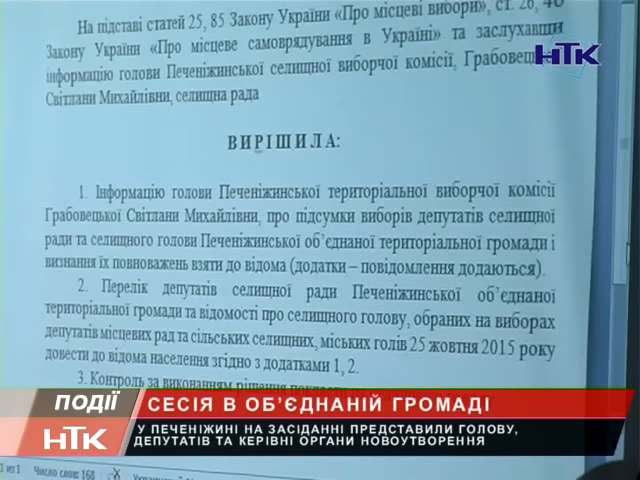 На підставі статей 25, 85 Закону України «Про місцеві вибори», ст. 26, 46
Закону України «Про місцеве самоврядування в Україні» та заслухавши
інформацію голови Печеніжинської селищної виборчої комісії, Грабовецької
Світлани Михайлівни, селищна рада
НТК
ВИРІШИЛА:
1. Інформацію голови Печеніжинської територіальної виборчої комісії
Грабовецької Світлани Михайлівни, про підсумки виборів депутатів селищної
ради та селищного голови Печеніжинської об’єднаної територіальної громади і
визнання їх повноважень взяти до відома (додатки – повідомлення додаються).
2. Перелік депутатів селищної ради Печеніжинської об’єднаної
територіальної громади та відомості про селищного голову, обраних на виборах
депутатів місцевих рад та сільських селищних, міських голів 25 жовтня 2015 року
довести до відома населення згідно з додатками 1, 2.
3. Контроль за виконанням рішення
ПОДІЇ
НТК
СЕСІЯ В ОБ’ЄДНАНІЙ ГРОМАДІ
У ПЕЧЕНІЖИНІ НА ЗАСІДАННІ ПРЕДСТАВИЛИ ГОЛОВУ,
ДЕПУТАТІВ ТА КЕРІВНІ ОРГАНИ НОВОУТВОРЕННЯ
1 из 1 Число слов: 168